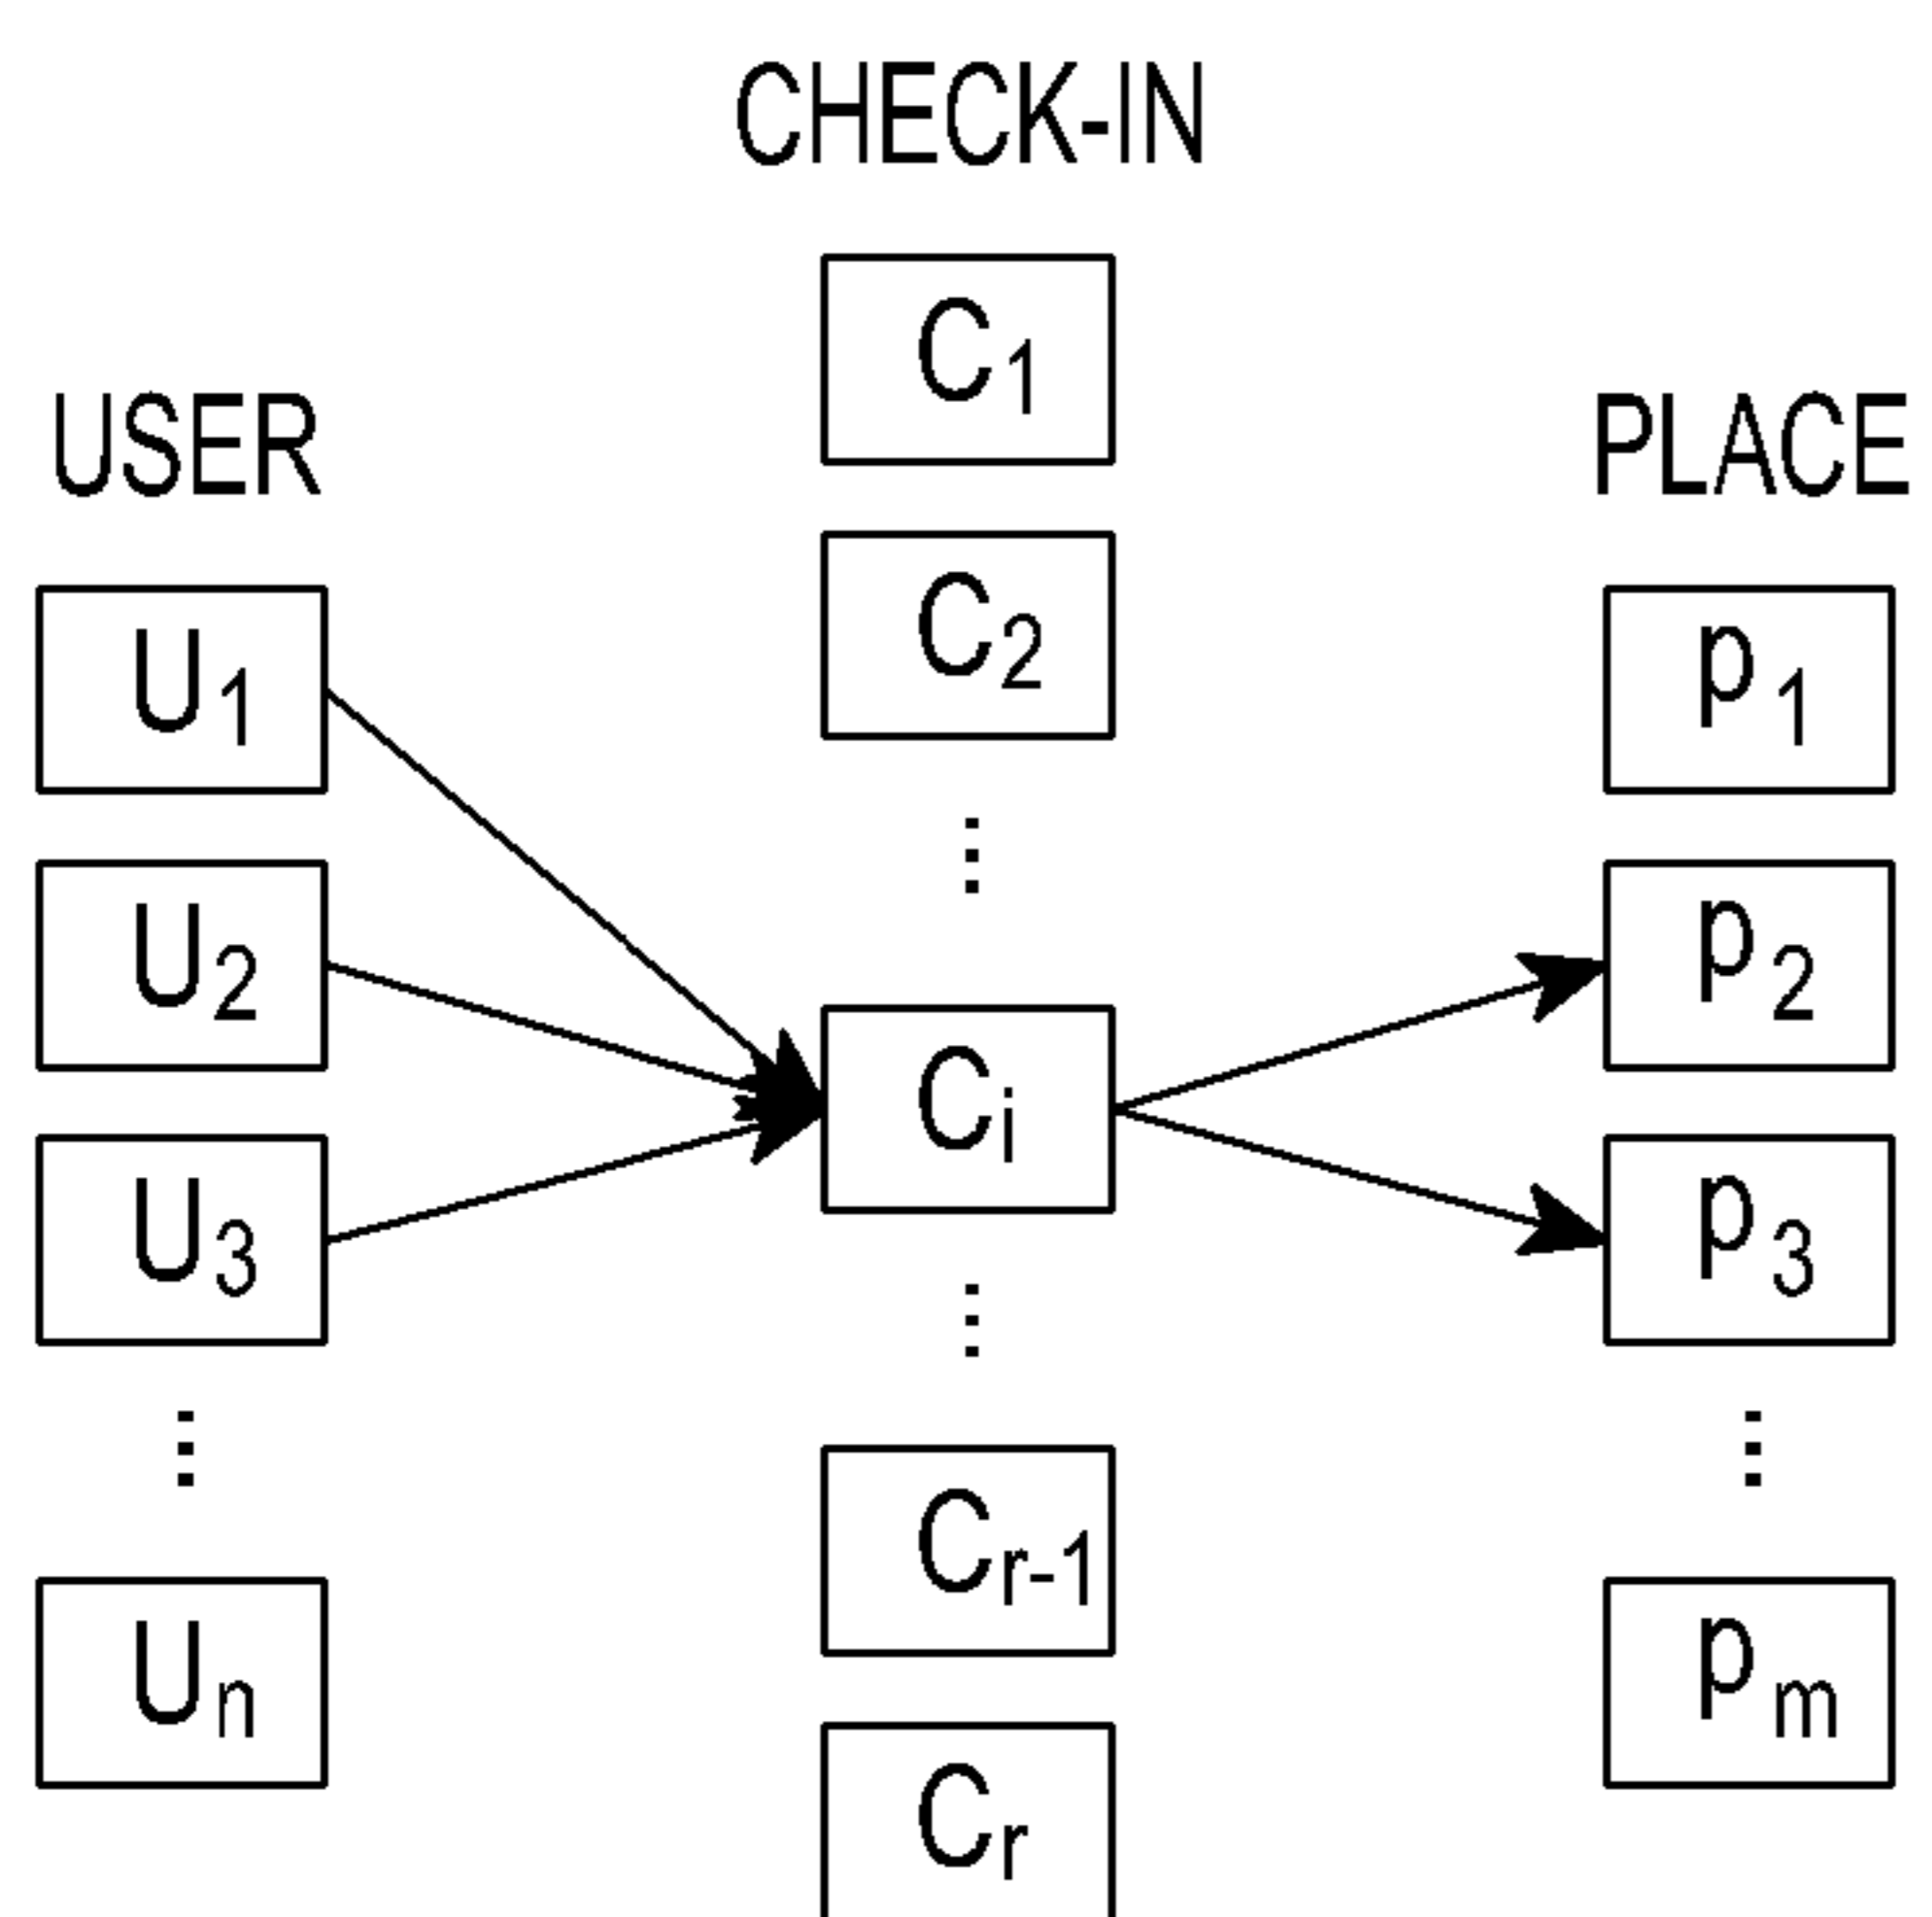 CHECK-IN
USER
PLACE
C1
C2
⋮
Ci
⋮
Cr-1
Cr
U1
U2
U3
⋮
Un
p1
p2
p3
⋮
pm